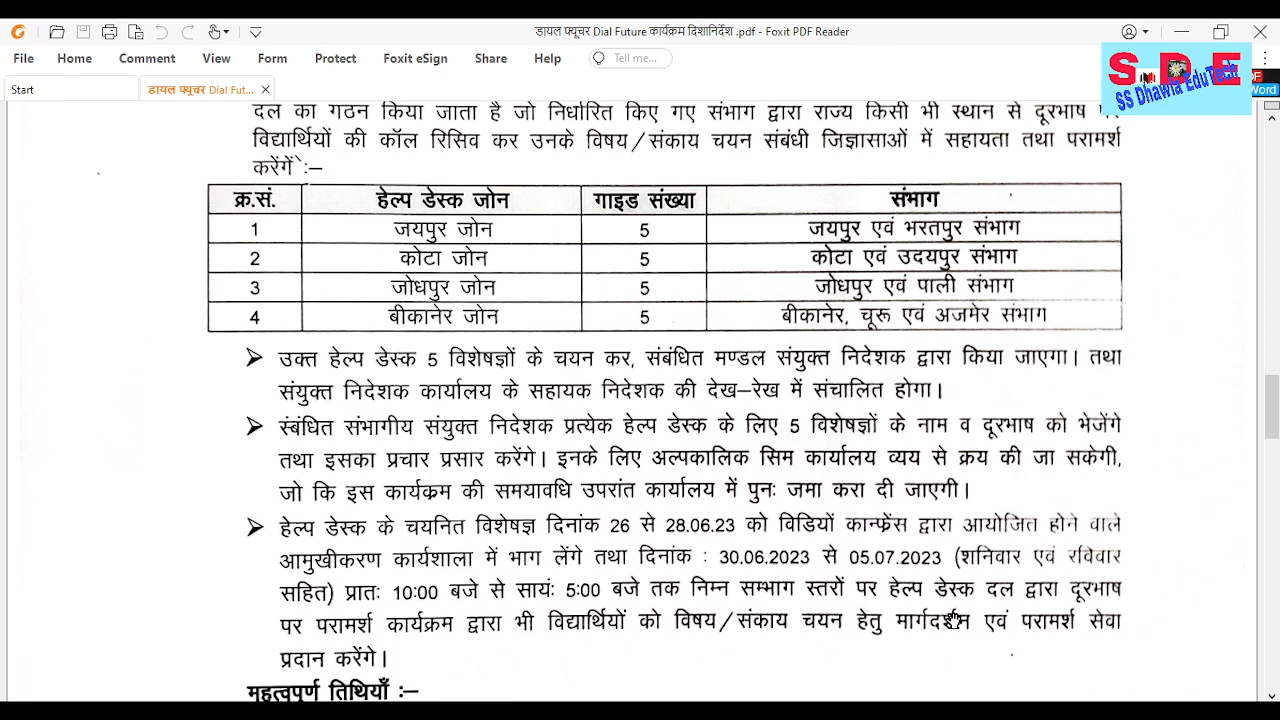 डायल फ्यूचर Dial Future कार्यक्रम दिशानिर्देश .pdf - Foxit PDF Reader
File Home Comment View Form Protect Foxit eSign Share Help Tell me...
S D E
SS Dhawla EduTech
Word
Start डायल फ्यूचर Dial Fut...
दल का गठन किया जाता है जो निर्धारित किए गए संभाग द्वारा राज्य किसी भी स्थान से दूरभाष
विद्यार्थियों की कॉल रिसिव कर उनके विषय/संकाय चयन संबंधी जिज्ञासाओं में सहायता तथा परामर्श
करेंगें :–
क्र.सं. हेल्प डेस्क जोन गाइड संख्या संभाग
1 जयपुर जोन 5 जयपुर एवं भरतपुर संभाग
2 कोटा जोन 5 कोटा एवं उदयपुर संभाग
3 जोधपुर जोन 5 जोधपुर एवं पाली संभाग
4 बीकानेर जोन 5 बीकानेर, चूरू एवं अजमेर संभाग
➢ उक्त हेल्प डेस्क 5 विशेषज्ञों के चयन कर, संबंधित मण्डल संयुक्त निदेशक द्वारा किया जाएगा। तथा
संयुक्त निदेशक कार्यालय के सहायक निदेशक की देख–रेख में संचालित होगा।
➢ स्ंबंधित संभागीय संयुक्त निदेशक प्रत्येक हेल्प डेस्क के लिए 5 विशेषज्ञों के नाम व दूरभाष को भेजेंगे
तथा इसका प्रचार प्रसार करेंगे। इनके लिए अल्पकालिक सिम कार्यालय व्यय से क्रय की जा सकेगी,
जो कि इस कार्यक्रम की समयावधि उपरांत कार्यालय में पुनः जमा करा दी जाएगी।
➢ हेल्प डेस्क के चयनित विशेषज्ञ दिनांक 26 से 28.06.23 को विडियों कान्फ्रेंस द्वारा आयोजित होने वाले
आमुखीकरण कार्यशाला में भाग लेंगे तथा दिनांक : 30.06.2023 से 05.07.2023 (शनिवार एवं रविवार
सहित) प्रातः 10:00 बजे से सायंः 5:00 बजे तक निम्न सम्भाग स्तरों पर हेल्प डेस्क दल द्वारा दूरभाष
पर परामर्श कार्यक्रम द्वारा भी विद्यार्थियों को विषय/संकाय चयन हेतु मार्गदर्शन एवं परामर्श सेवा
प्रदान करेंगे।
महत्वपूर्ण तिथियाँ :–